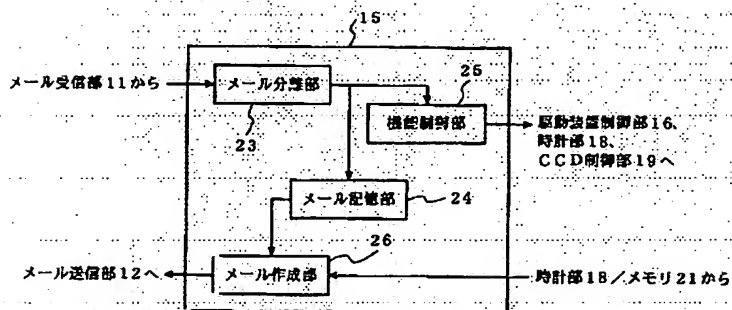 15
メール受信部11から
メール分離部
23
25
機能制御部
駆動装置制御部16、
時計部18、
CCD制御部19へ
メール記憶部
24
26
メール送信部12へ
メール作成部
時計部18/メモリ21から